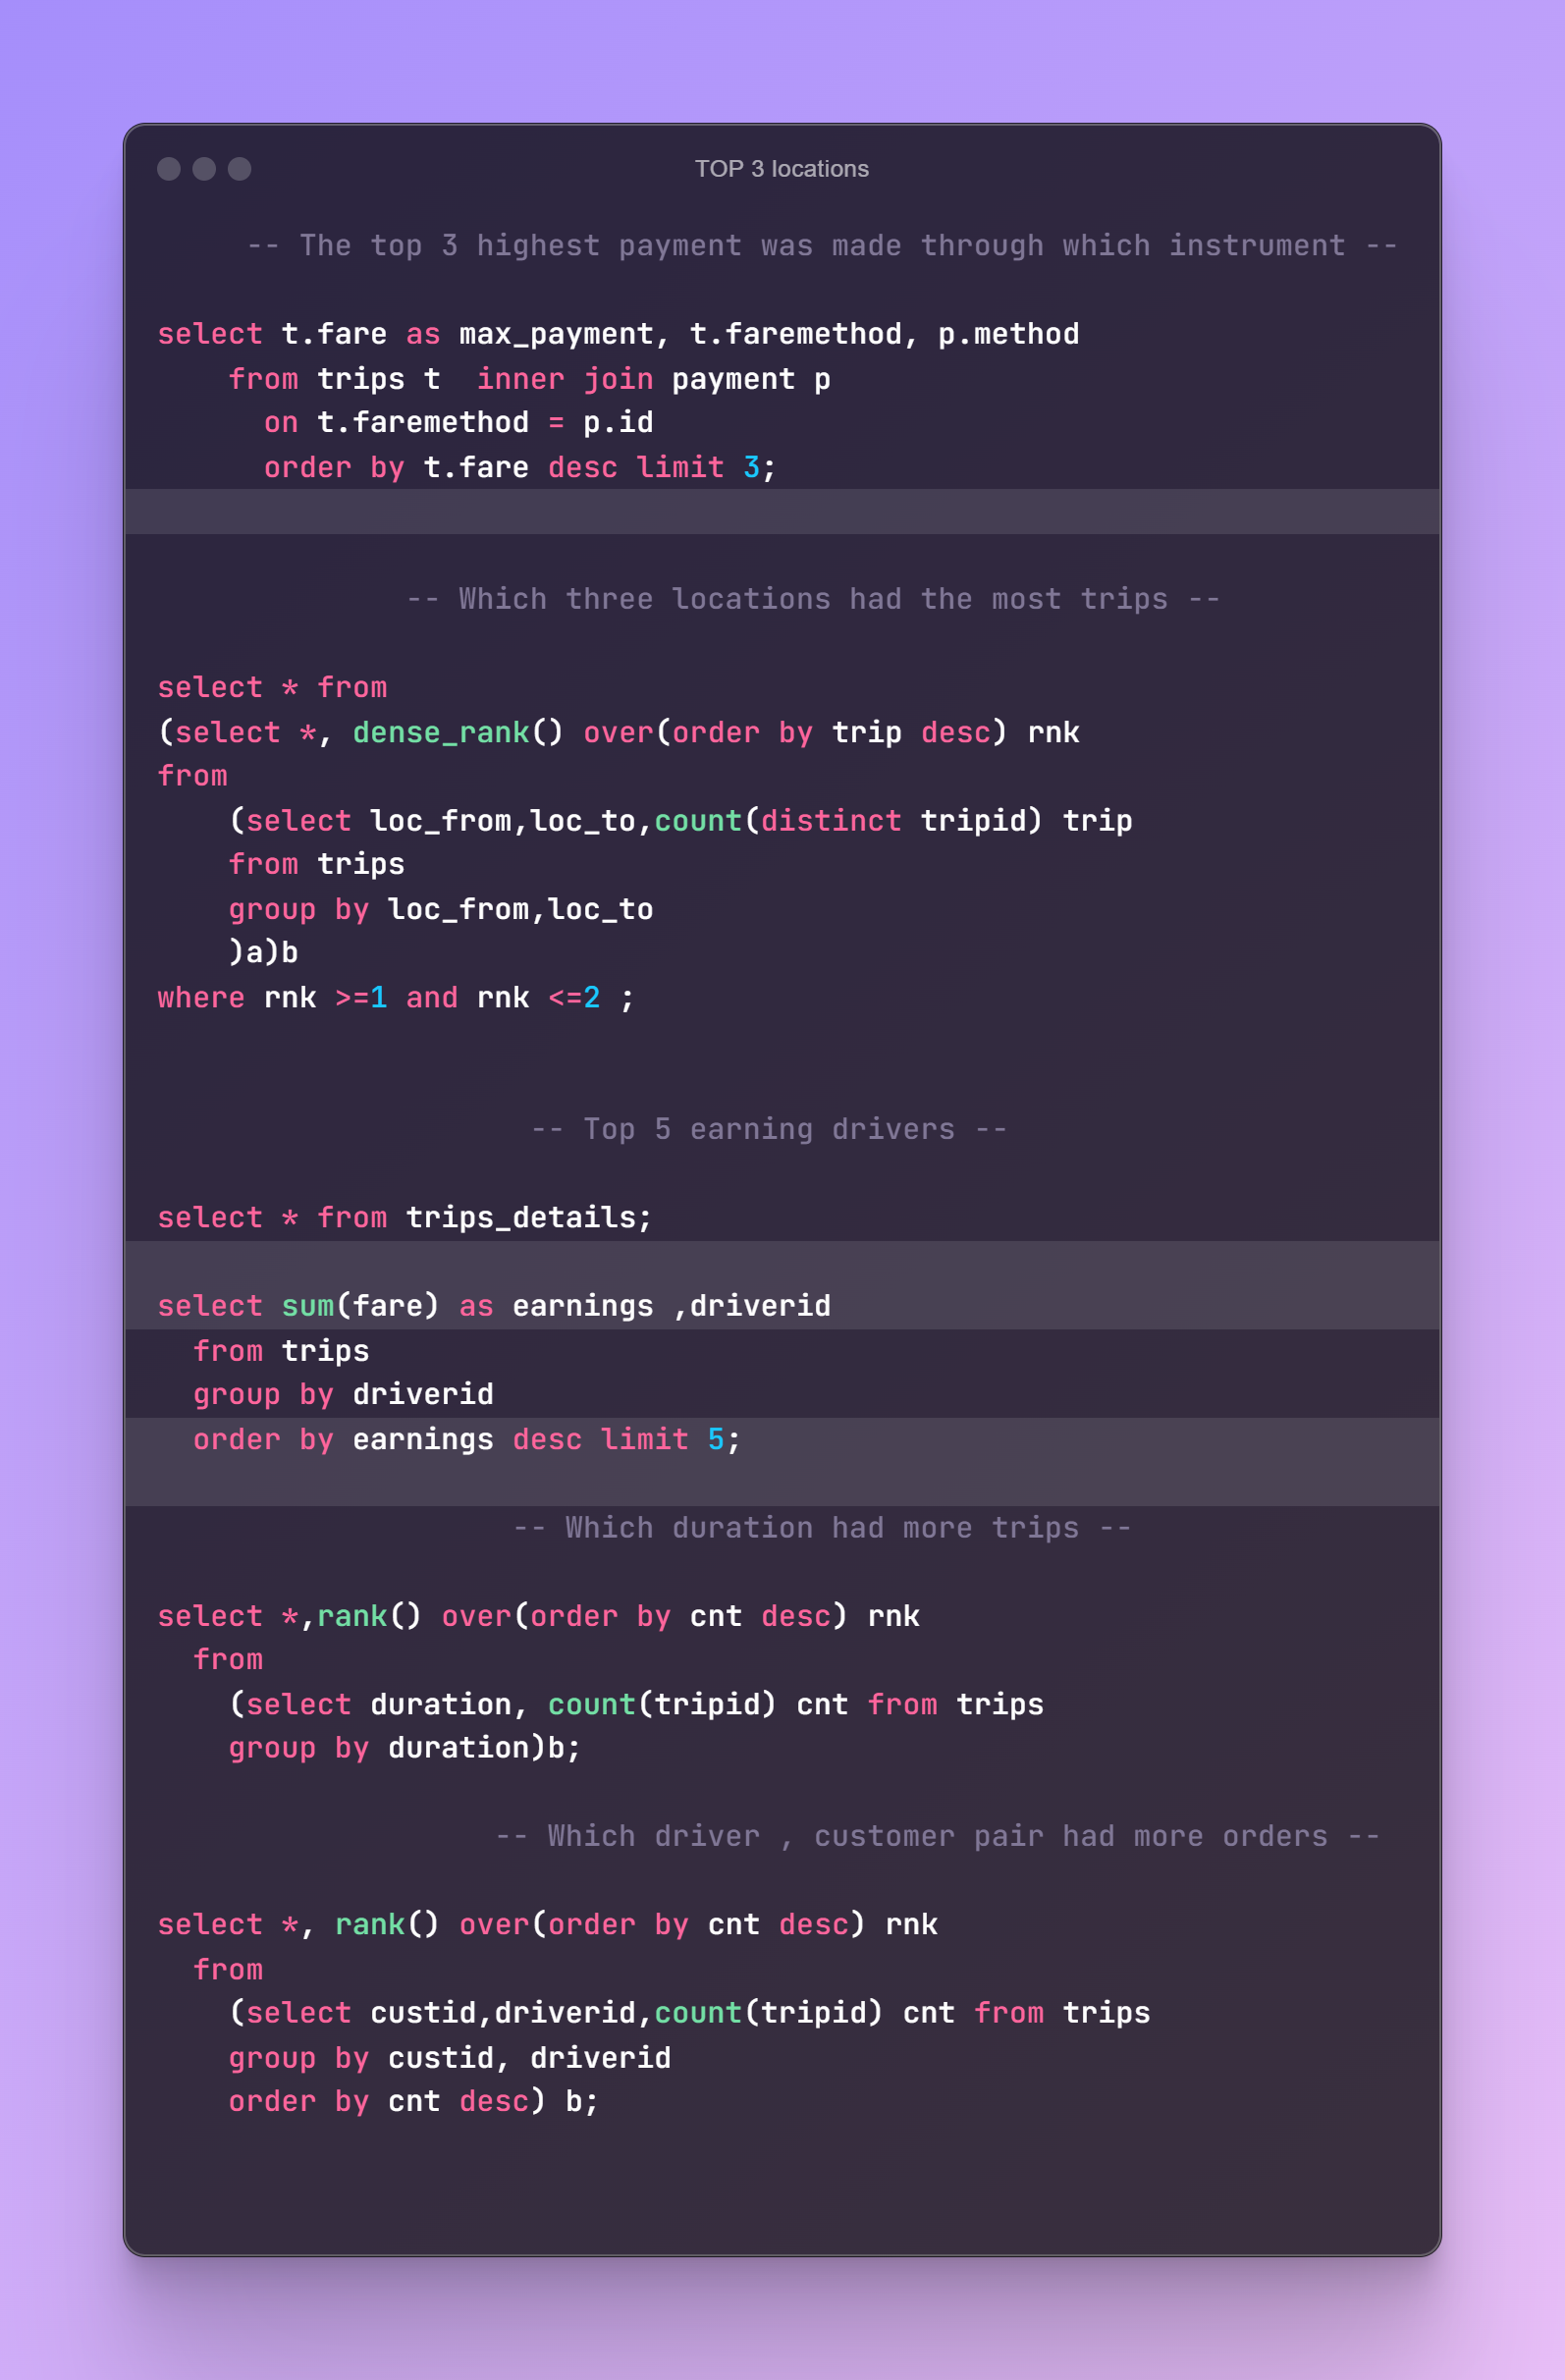 TOP 3 locations
-- The top 3 highest payment was made through which instrument --
select t.fare as max_payment, t.faremethod, p.method
from trips t  inner join payment p
on t.faremethod = p.id
order by t.fare desc limit 3;
-- Which three locations had the most trips --
select * from
(select *, dense_rank() over(order by trip desc) rnk
from
(select loc_from,loc_to,count(distinct tripid) trip
from trips
group by loc_from,loc_to
)a)b
where rnk >=1 and rnk <=2 ;
-- Top 5 earning drivers --
select * from trips_details;
select sum(fare) as earnings ,driverid
from trips
group by driverid
order by earnings desc limit 5;
-- Which duration had more trips --
select *,rank() over(order by cnt desc) rnk
from
(select duration, count(tripid) cnt from trips
group by duration)b;
-- Which driver , customer pair had more orders --
select *, rank() over(order by cnt desc) rnk
from
(select custid,driverid,count(tripid) cnt from trips
group by custid, driverid
order by cnt desc) b;